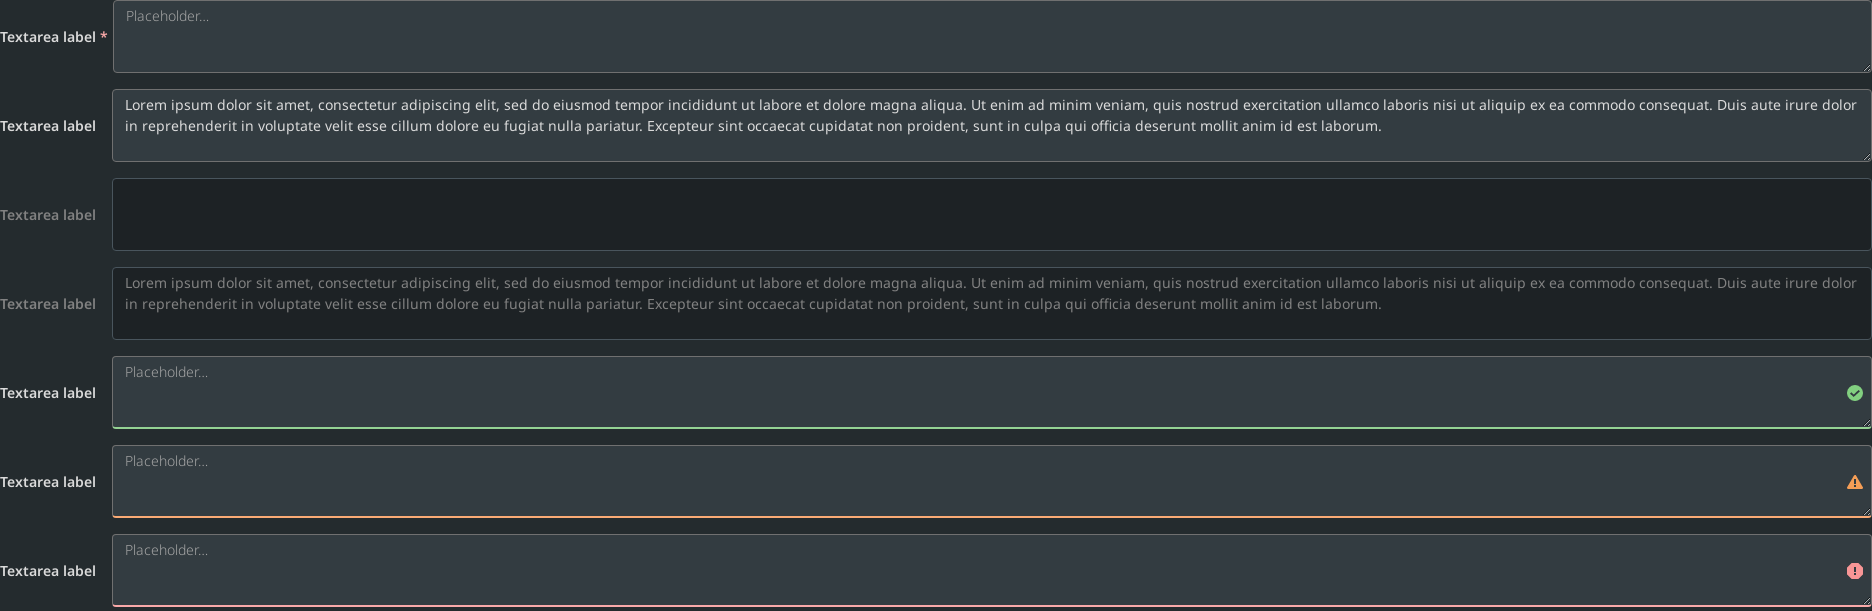 Placeholder...
Textarea label *
Lorem ipsum dolor sit amet, consectetur adipiscing elit, sed do eiusmod tempor incididunt ut labore et dolore magna aliqua. Ut enim ad minim veniam, quis nostrud exercitation ullamco laboris nisi ut aliquip ex ea commodo consequat. Duis aute irure dolor
Textarea label
in reprehenderit in voluptate velit esse cillum dolore eu fugiat nulla pariatur. Excepteur sint occaecat cupidatat non proident, sunt in culpa qui officia deserunt mollit anim id est laborum.
Textarea label
Lorem ipsum dolor sit amet, consectetur adipiscing elit, sed do eiusmod tempor incididunt ut labore et dolore magna aliqua. Ut enim ad minim veniam, quis nostrud exercitation ullamco laboris nisi ut aliquip ex ea commodo consequat. Duis aute irure dolor
Textarea label
in reprehenderit in voluptate velit esse cillum dolore eu fugiat nulla pariatur. Excepteur sint occaecat cupidatat non proident, sunt in culpa qui officia deserunt mollit anim id est laborum.
Placeholder...
Textarea label
Placeholder...
Textarea label
Placeholder...
Textarea label